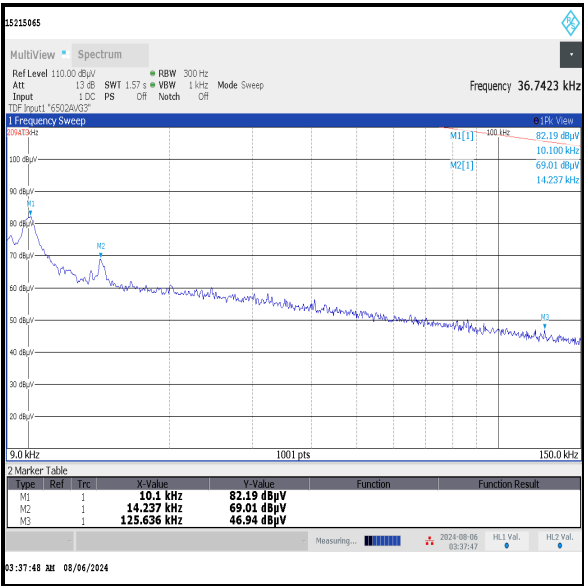 15215065
MultiView Spectrum
Ref Level 110.00 dBµV RBW 300 Hz
Att 13 dB SWT 1.57 s VBW 1 kHz Mode Sweep Frequency 36.7423 kHz
Input 1 DC PS Off Notch Off
TDF Input1 "6502AVG3"
1 Frequency Sweep 1Pk View
100 kHz M1[1] 82.19 dBµV
10.100 kHz
M2[1] 69.01 dBµV
14.237 kHz
100 dBµV
90 dBµV
M1
80 dBµV
M2
70 dBµV
60 dBµV
50 dBµV
M3
40 dBµV
30 dBµV
20 dBµV
9.0 kHz 1001 pts 150.0 kHz
2 Marker Table
Type Ref Trc X-Value Y-Value Function Function Result
M1 1 10.1 kHz 82.19 dBµV
M2 1 14.237 kHz 69.01 dBµV
M3 1 125.636 kHz 46.94 dBµV
Measuring... 2024-08-06 HL1 Val. HL2 Val.
03:37:47
03:37:48 AM 08/06/2024